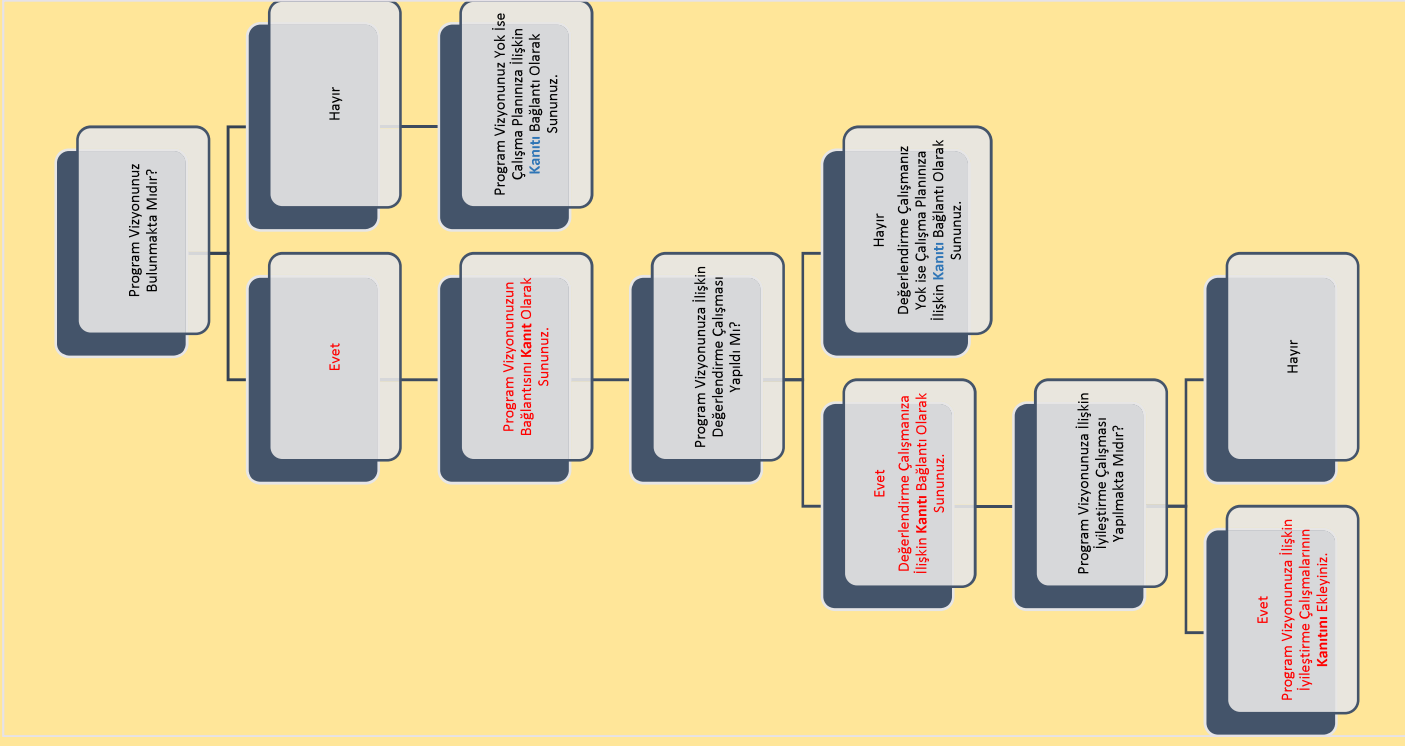 Program Vizyonunuz
Bulunmakta Mıdır?
Evet
Program Vizyonunuzun
Bağlantısını Kanıt Olarak
Sununuz.
Program Vizyonunuza İlişkin
Değerlendirme Çalışması
Yapıldı Mı?
Evet
Değerlendirme Çalışmanıza
İlişkin Kanıtı Bağlantı Olarak
Sununuz.
Program Vizyonunuza İlişkin
İyileştirme Çalışması
Yapılmakta Mıdır?
Evet
Program Vizyonunuza İlişkin
İyileştirme Çalışmalarının
Kanıtını Ekleyiniz.
Hayır
Hayır
Değerlendirme Çalışmanız
Yok ise Çalışma Planınıza
İlişkin Kanıtı Bağlantı Olarak
Sununuz.
Hayır
Program Vizyonunuz Yok İse
Çalışma Planınıza İlişkin
Kanıtı Bağlantı Olarak
Sununuz.